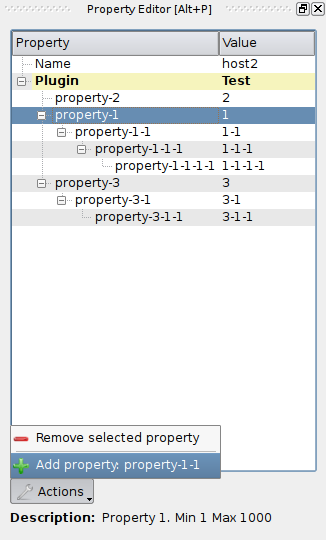 Property Editor [Alt+P]
Property Value
Name host2
Plugin Test
property-2 2
property-1 1
property-1-1 1-1
property-1-1-1 1-1-1
property-1-1-1-1 1-1-1-1
property-3 3
property-3-1 3-1
property-3-1-1 3-1-1
Remove selected property
Add property: property-1-1
Actions
Description: Property 1. Min 1 Max 1000